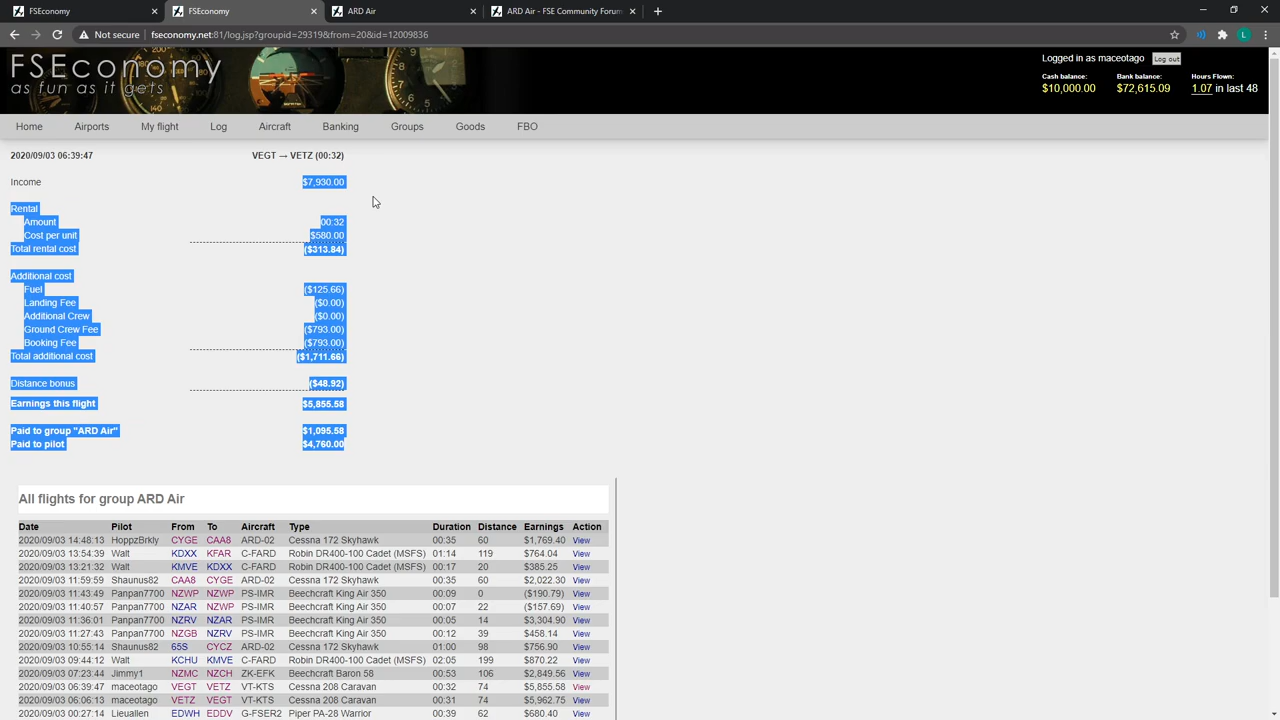 FSEconomy
FSEconomy
ARD Air
ARD Air - FSE Community Forum
Not secure | fseconomy.net:81/log.jsp?groupid=29319&from=20&id=12009836
L
FSEconomy
as fun as it gets
Logged in as maceotago Log out
Cash balance: Bank balance: Hours Flown:
$10,000.00 $72,615.09 1.07 in last 48
Home Airports My flight Log Aircraft Banking Groups Goods FBO
2020/09/03 06:39:47 VEGT → VETZ (00:32)
Income $7,930.00
Rental
Amount 00:32
Cost per unit $580.00
Total rental cost ($313.84)
Additional cost
Fuel ($125.66)
Landing Fee ($0.00)
Additional Crew ($0.00)
Ground Crew Fee ($793.00)
Booking Fee ($793.00)
Total additional cost ($1,711.66)
Distance bonus ($48.92)
Earnings this flight $5,855.58
Paid to group "ARD Air" $1,095.58
Paid to pilot $4,760.00
All flights for group ARD Air
Date Pilot From To Aircraft Type Duration Distance Earnings Action
2020/09/03 14:48:13 HoppzBrkly CYGE CAA8 ARD-02 Cessna 172 Skyhawk 00:35 60 $1,769.40 View
2020/09/03 13:54:39 Walt KDXX KFAR C-FARD Robin DR400-100 Cadet (MSFS) 01:14 119 $764.04 View
2020/09/03 13:21:32 Walt KMVE KDXX C-FARD Robin DR400-100 Cadet (MSFS) 00:17 20 $385.25 View
2020/09/03 11:59:59 Shaunus82 CAA8 CYGE ARD-02 Cessna 172 Skyhawk 00:35 60 $2,022.30 View
2020/09/03 11:43:49 Panpan7700 NZWP NZWP PS-IMR Beechcraft King Air 350 00:09 0 ($190.79) View
2020/09/03 11:40:57 Panpan7700 NZAR NZWP PS-IMR Beechcraft King Air 350 00:07 22 ($157.69) View
2020/09/03 11:36:01 Panpan7700 NZRV NZAR PS-IMR Beechcraft King Air 350 00:05 14 $3,304.90 View
2020/09/03 11:27:43 Panpan7700 NZGB NZRV PS-IMR Beechcraft King Air 350 00:12 39 $458.14 View
2020/09/03 10:55:14 Shaunus82 65S CYCZ ARD-02 Cessna 172 Skyhawk 01:00 98 $756.90 View
2020/09/03 09:44:12 Walt KCHU KMVE C-FARD Robin DR400-100 Cadet (MSFS) 02:05 199 $870.22 View
2020/09/03 07:23:44 Jimmy1 NZMC NZCH ZK-EFK Beechcraft Baron 58 00:53 106 $2,849.56 View
2020/09/03 06:39:47 maceotago VEGT VETZ VT-KTS Cessna 208 Caravan 00:32 74 $5,855.58 View
2020/09/03 06:06:13 maceotago VETZ VEGT VT-KTS Cessna 208 Caravan 00:31 74 $5,962.75 View
2020/09/03 00:27:14 Lieuallen EDWH EDDV G-FSER2 Piper PA-28 Warrior 00:39 62 $680.40 View